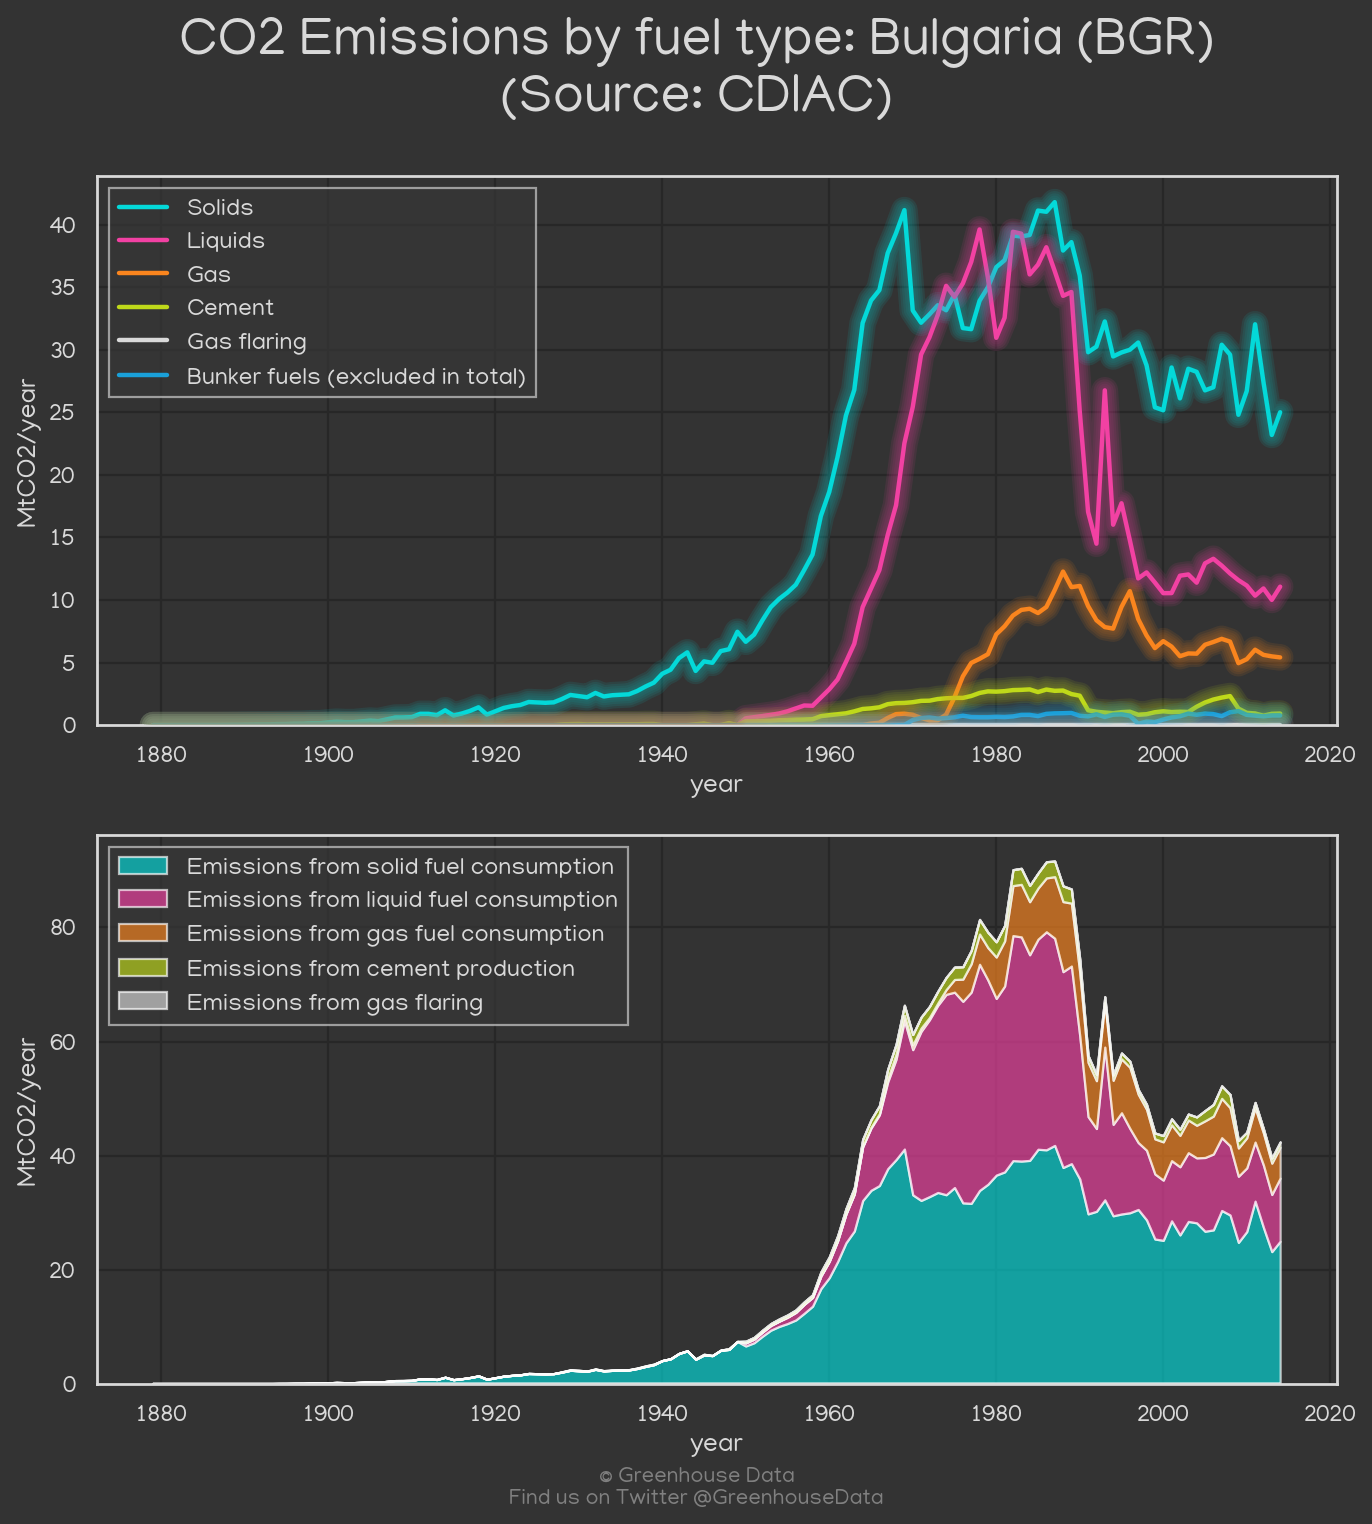 CO2 Emissions by fuel type: Bulgaria (BGR)
(Source: CDIAC)
Solids
Liquids
Gas
Cement
Gas flaring
Bunker fuels (excluded in total)
MtCO2/year
40
35
30
25
20
15
10
5
0
1880 1900 1920 1940 1960 1980 2000 2020
year
Emissions from solid fuel consumption
Emissions from liquid fuel consumption
Emissions from gas fuel consumption
Emissions from cement production
Emissions from gas flaring
MtCO2/year
80
60
40
20
0
1880 1900 1920 1940 1960 1980 2000 2020
year
© Greenhouse Data
Find us on Twitter @GreenhouseData